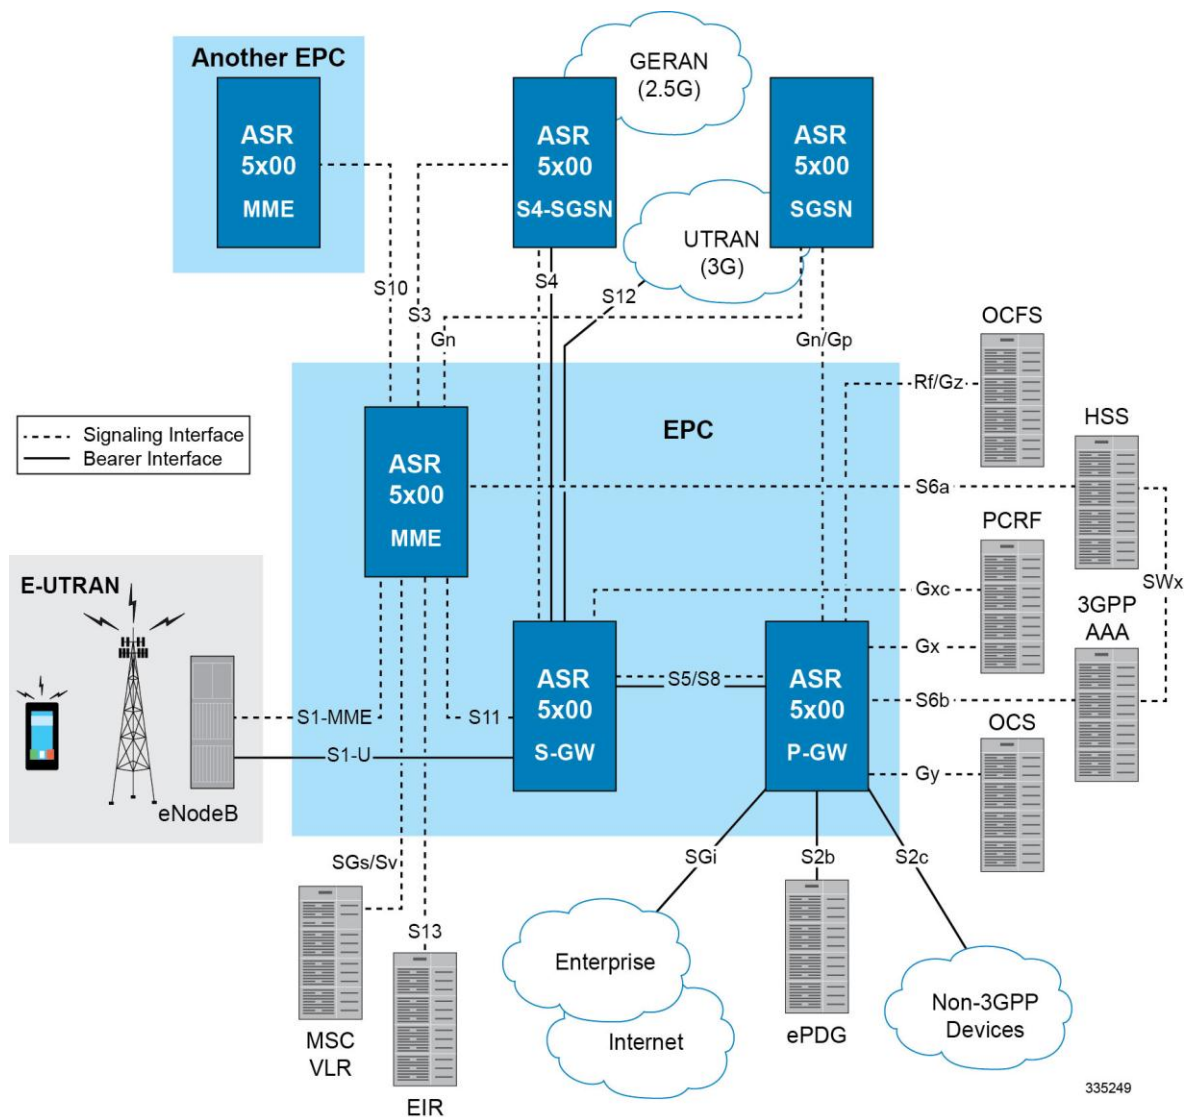 Another EPC
ASR
5x00
MME
GERAN
(2.5G)
ASR
5x00
S4-SGSN
ASR
5x00
SGSN
UTRAN
(3G)
S10
S3
Gn
S4
S12
Gn/Gp
OCFS
Rf/Gz
HSS
EPC
Signaling Interface
Bearer Interface
ASR
5x00
MME
S6a
PCRF
SWx
E-UTRAN
Gxc
3GPP
AAA
Gx
ASR
5x00
S-GW
S5/S8
ASR
5x00
P-GW
S6b
OCS
S1-MME
S11
S1-U
Gy
eNodeB
SGs/Sv
SGi
S2b
S2c
S13
Enterprise
Internet
ePDG
Non-3GPP
Devices
MSC
VLR
EIR
335249